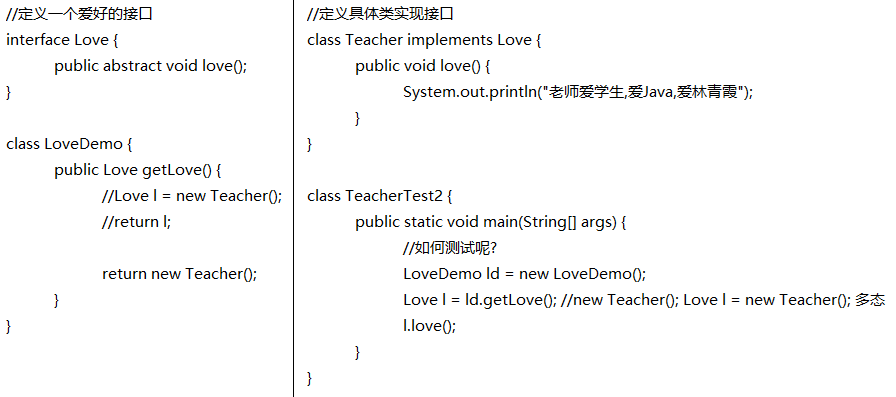 //定义一个爱好的接口
interface Love {
public abstract void love();
}
class LoveDemo {
public Love getLove() {
//Love l = new Teacher();
//return l;
return new Teacher();
}
}
//定义具体类实现接口
class Teacher implements Love {
public void love() {
System.out.println("老师爱学生,爱Java,爱林青霞");
}
}
class TeacherTest2 {
public static void main(String[] args) {
//如何测试呢?
LoveDemo ld = new LoveDemo();
Love l = ld.getLove(); //new Teacher(); Love l = new Teacher(); 多态
l.love();
}
}